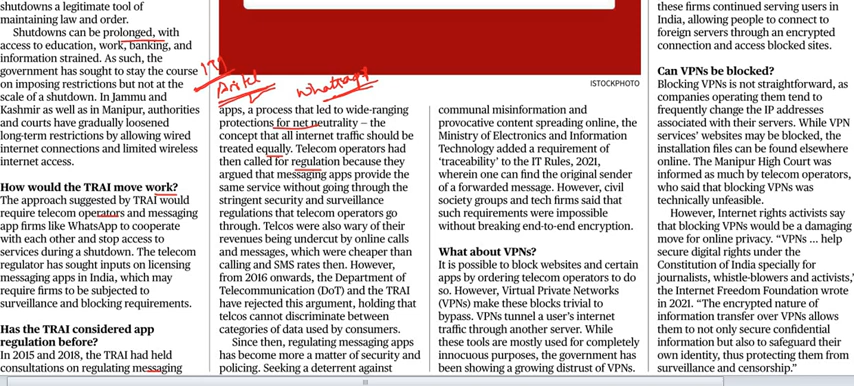 shutdowns a legitimate tool of
maintaining law and order.
Shutdowns can be prolonged, with
access to education, work, banking, and
information strained. As such, the
government has sought to stay the course
on imposing restrictions but not at the
scale of a shutdown. In Jammu and
Kashmir as well as in Manipur, authorities
and courts have gradually loosened
long-term restrictions by allowing wired
internet connections and limited wireless
internet access.
How would the TRAI move work?
The approach suggested by TRAI would
require telecom operators and messaging
app firms like WhatsApp to cooperate
with each other and stop access to
services during a shutdown. The telecom
regulator has sought inputs on licensing
messaging apps in India, which may
require firms to be subjected to
surveillance and blocking requirements.
Has the TRAI considered app
regulation before?
In 2015 and 2018, the TRAI had held
consultations on regulating messaging
ISTOCKPHOTO
Airtel
Whatsapp
apps, a process that led to wide-ranging
protections for net neutrality — the
concept that all internet traffic should be
treated equally. Telecom operators had
then called for regulation because they
argued that messaging apps provide the
same service without going through the
stringent security and surveillance
regulations that telecom operators go
through. Telcos were also wary of their
revenues being undercut by online calls
and messages, which were cheaper than
calling and SMS rates then. However,
from 2016 onwards, the Department of
Telecommunication (DoT) and the TRAI
have rejected this argument, holding that
telcos cannot discriminate between
categories of data used by consumers.
Since then, regulating messaging apps
has become more a matter of security and
policing. Seeking a deterrent against
communal misinformation and
provocative content spreading online, the
Ministry of Electronics and Information
Technology added a requirement of
‘traceability’ to the IT Rules, 2021,
wherein one can find the original sender
of a forwarded message. However, civil
society groups and tech firms said that
such requirements were impossible
without breaking end-to-end encryption.
What about VPNs?
It is possible to block websites and certain
apps by ordering telecom operators to do
so. However, Virtual Private Networks
(VPNs) make these blocks trivial to
bypass. VPNs tunnel a user’s internet
traffic through another server. While
these tools are mostly used for completely
innocuous purposes, the government has
been showing a growing distrust of VPNs.
these firms continued serving users in
India, allowing people to connect to
foreign servers through an encrypted
connection and access blocked sites.
Can VPNs be blocked?
Blocking VPNs is not straightforward, as
companies operating them tend to
frequently change the IP addresses
associated with their servers. While VPN
services’ websites may be blocked, the
installation files can be found elsewhere
online. The Manipur High Court was
informed as much by telecom operators,
who said that blocking VPNs was
technically unfeasible.
However, Internet rights activists say
that blocking VPNs would be a damaging
move for online privacy. “VPNs ... help
secure digital rights under the
Constitution of India specially for
journalists, whistle-blowers and activists,”
the Internet Freedom Foundation wrote
in 2021. “The encrypted nature of
information transfer over VPNs allows
them to not only secure confidential
information but also to safeguard their
own identity, thus protecting them from
surveillance and censorship.”